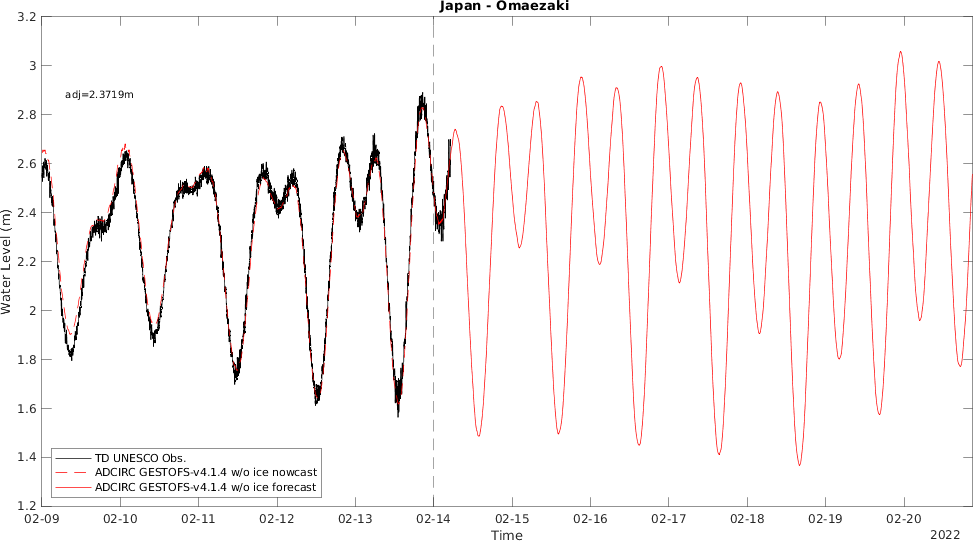 Japan - Omaezaki
3.2
3
2.8
2.6
2.4
2.2
2
1.8
1.6
1.4
1.2
Water Level (m)
adj=2.3719m
TD UNESCO Obs.
ADCIRC GESTOFS-v4.1.4 w/o ice nowcast
ADCIRC GESTOFS-v4.1.4 w/o ice forecast
02-09 02-10 02-11 02-12 02-13 02-14 02-15 02-16 02-17 02-18 02-19 02-20
Time
2022